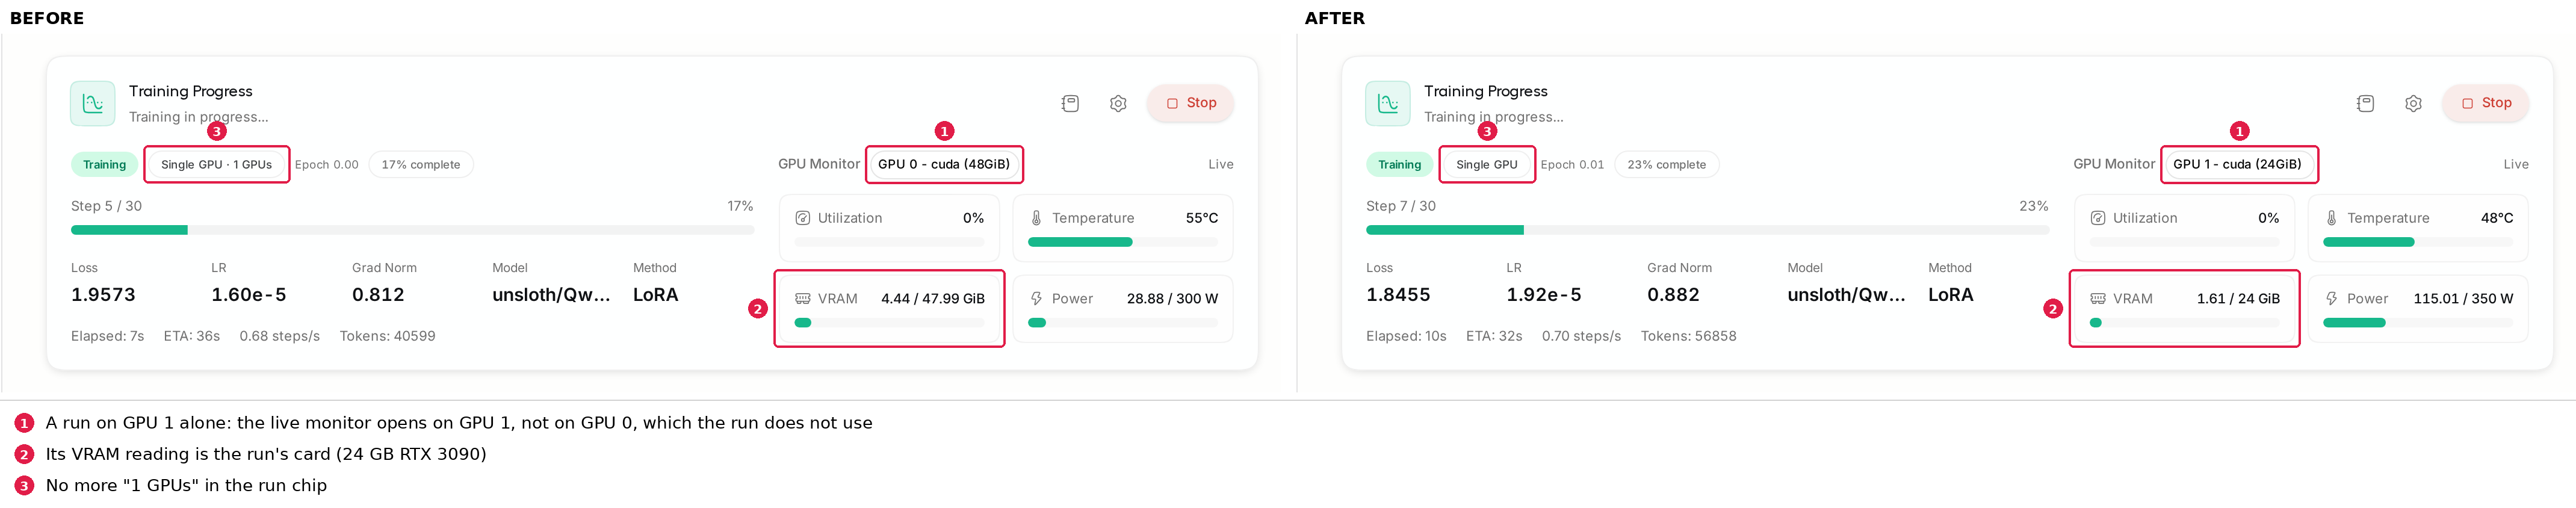 BEFORE
Training Progress
Training in progress...
Stop
3
1
Training
Single GPU · 1 GPUs
Epoch 0.00
17% complete
GPU Monitor
GPU 0 - cuda (48GiB)
Live
Step 5 / 30
17%
Utilization
0%
Temperature
55°C
Loss
LR
Grad Norm
Model
Method
1.9573
1.60e-5
0.812
unsloth/Qw...
LoRA
2
VRAM
4.44 / 47.99 GiB
Power
28.88 / 300 W
Elapsed: 7s
ETA: 36s
0.68 steps/s
Tokens: 40599
AFTER
Training Progress
Training in progress...
Stop
3
1
Training
Single GPU
Epoch 0.01
23% complete
GPU Monitor
GPU 1 - cuda (24GiB)
Live
Step 7 / 30
23%
Utilization
0%
Temperature
48°C
Loss
LR
Grad Norm
Model
Method
1.8455
1.92e-5
0.882
unsloth/Qw...
LoRA
2
VRAM
1.61 / 24 GiB
Power
115.01 / 350 W
Elapsed: 10s
ETA: 32s
0.70 steps/s
Tokens: 56858
1 A run on GPU 1 alone: the live monitor opens on GPU 1, not on GPU 0, which the run does not use
2 Its VRAM reading is the run's card (24 GB RTX 3090)
3 No more "1 GPUs" in the run chip